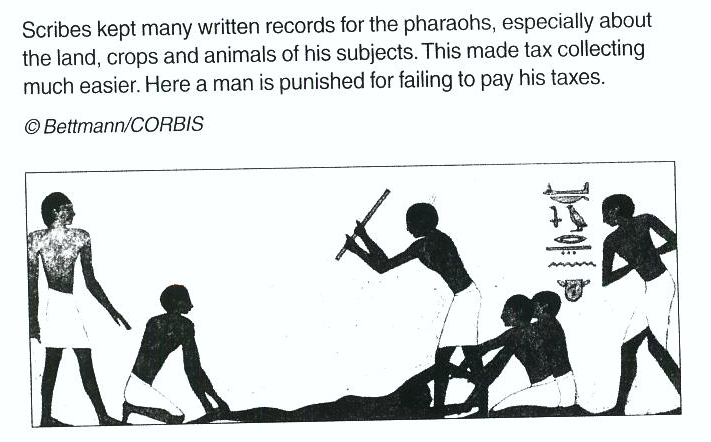 Scribes kept many written records for the pharaohs, especially about
the land, crops and animals of his subjects. This made tax collecting
much easier. Here a man is punished for failing to pay his taxes.
© Bettmann/CORBIS